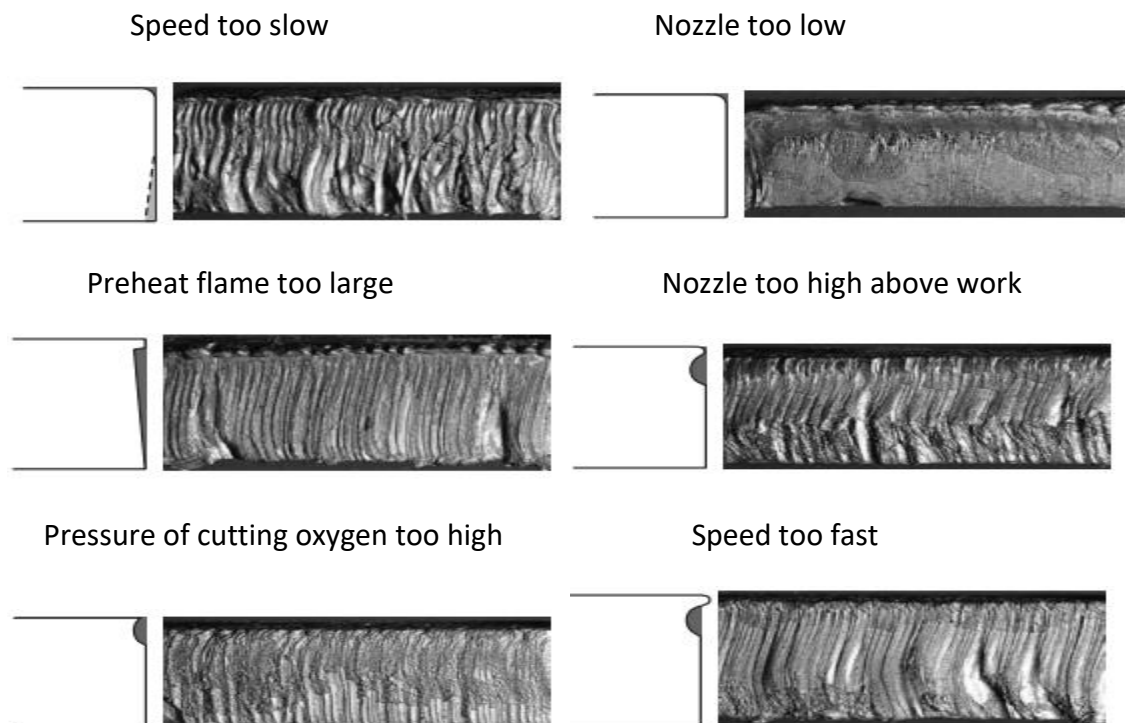 Speed too slow
Nozzle too low
Preheat flame too large
Nozzle too high above work
Pressure of cutting oxygen too high
Speed too fast